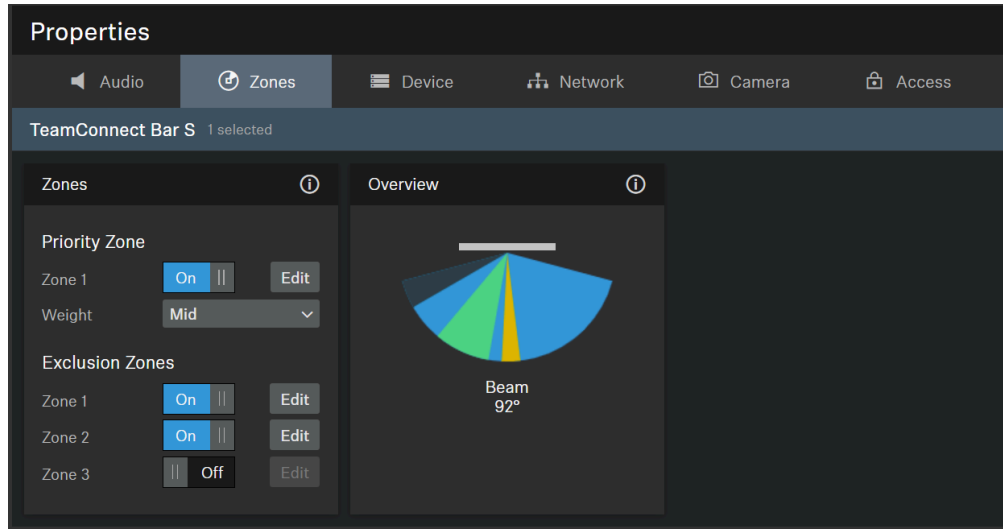 Properties
Audio
Zones
Device
Network
Camera
Access
TeamConnect Bar S 1 selected
Zones
Priority Zone
Zone 1 On Edit
Weight Mid
Exclusion Zones
Zone 1 On Edit
Zone 2 On Edit
Zone 3 Off Edit
Overview
Beam
92°